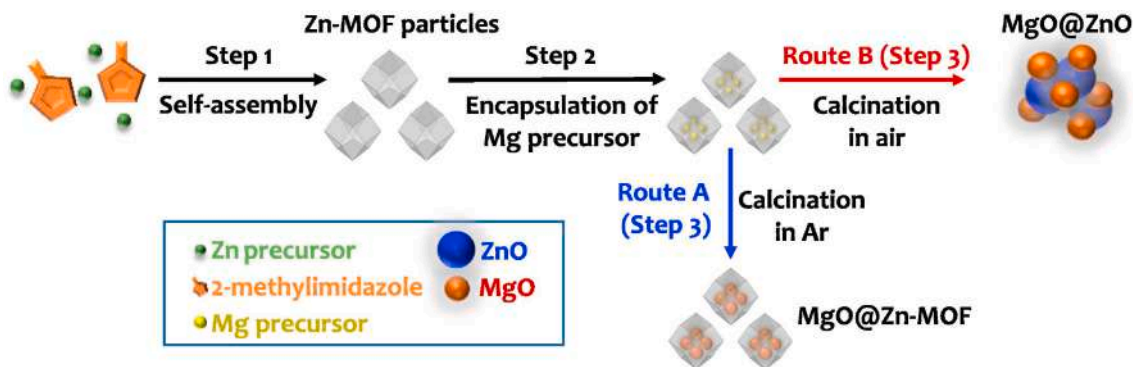 Zn-MOF particles
MgO@ZnO
Step 1
Step 2
Route B (Step 3)
Self-assembly
Encapsulation of
Mg precursor
Calcination
in air
Route A
(Step 3)
Calcination
in Ar
Zn precursor
ZnO
2-methylimidazole
MgO
Mg precursor
MgO@Zn-MOF